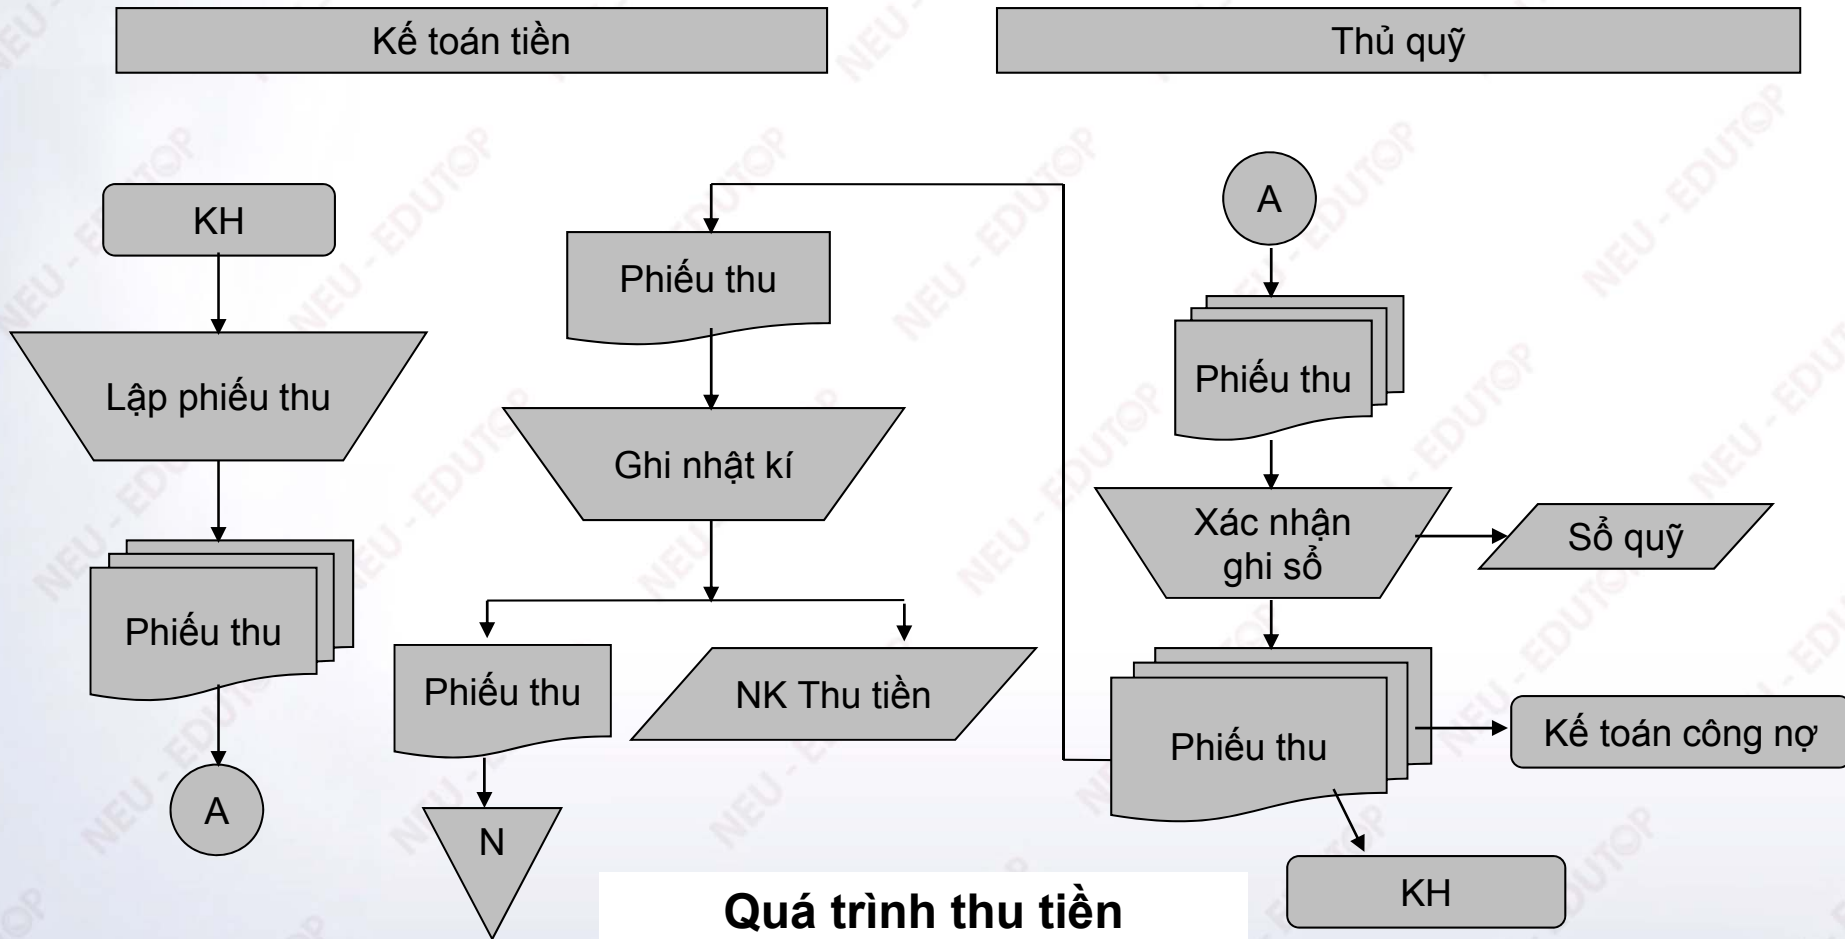 Kế toán tiền
Thủ quỹ
KH
Lập phiếu thu
Phiếu thu
A
Phiếu thu
Ghi nhật kí
Phiếu thu
NK Thu tiền
N
A
Phiếu thu
Xác nhận
ghi sổ
Sổ quỹ
Phiếu thu
Kế toán công nợ
KH
Quá trình thu tiền
NEU - EDUTOP